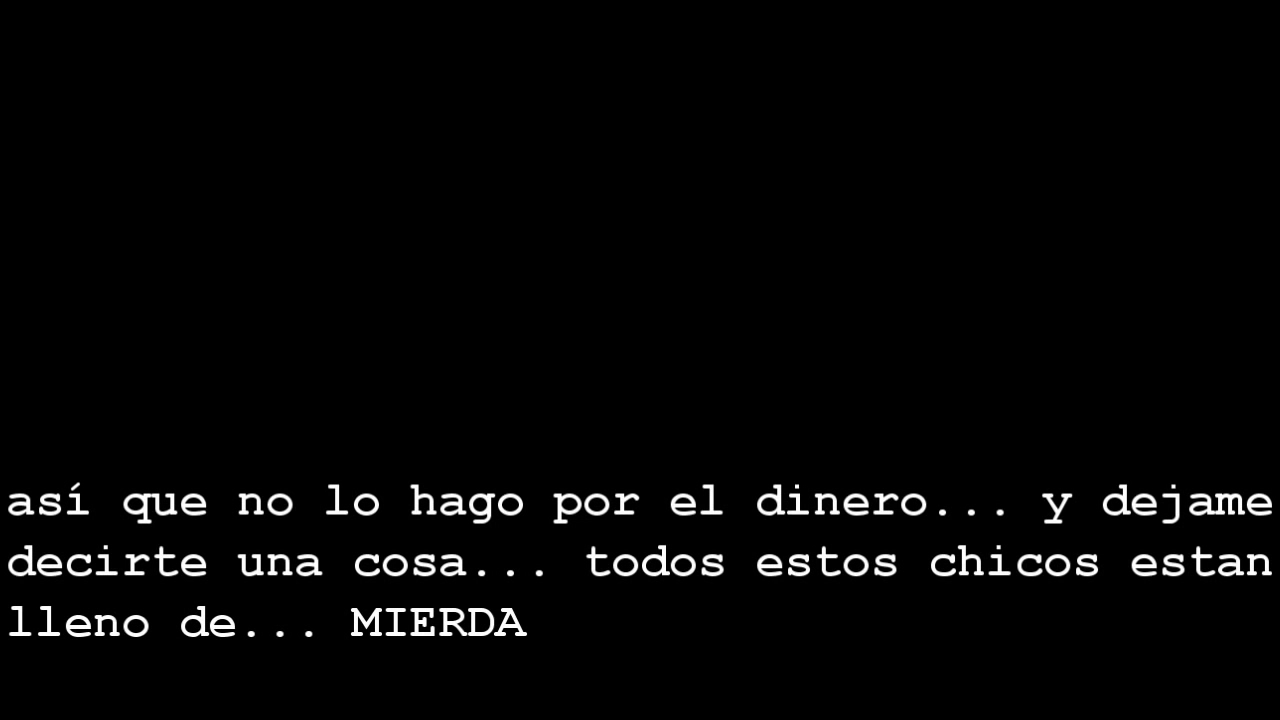 así que no lo hago por el dinero... y dejame
decirte una cosa... todos estos chicos estan
lleno de... MIERDA